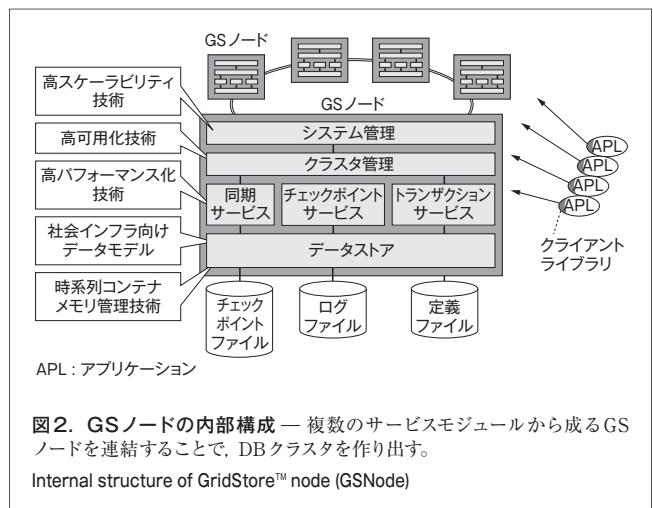 GSノード
高スケーラビリティ
技術
高可用化技術
高パフォーマンス化
技術
社会インフラ向け
データモデル
時系列コンテナ
メモリ管理技術
GSノード
システム管理
クラスタ管理
同期
サービス
チェックポイント
サービス
トランザクション
サービス
データストア
チェック
ポイント
ファイル
ログ
ファイル
定義
ファイル
APL
APL
APL
APL
クライアント
ライブラリ
APL:アプリケーション
図2. GSノードの内部構成 — 複数のサービスモジュールから成るGS
ノードを連結することで,DBクラスタを作り出す。
Internal structure of GridStore™ node (GSNode)